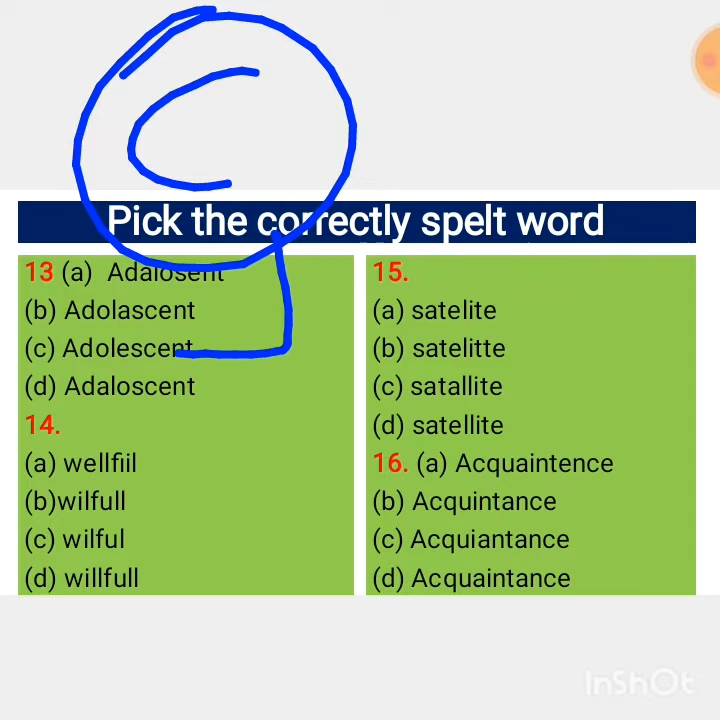 C
Pick the correctly spelt word
13 (a) Adalosent
(b) Adolascent
(c) Adolescent
(d) Adaloscent
14.
(a) wellfiil
(b)wilfull
(c) wilful
(d) willfull
15.
(a) satelite
(b) satelitte
(c) satallite
(d) satellite
16. (a) Acquaintence
(b) Acquintance
(c) Acquiantance
(d) Acquaintance
InShOt